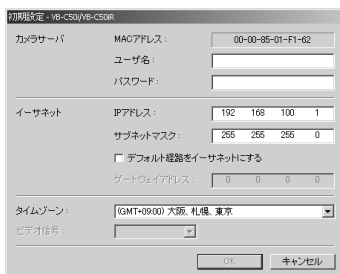 初期設定 - VB-C50i/VB-C50iR
カメラサーバ MACアドレス： 00-00-85-01-F1-62
ユーザ名：
パスワード：
イーサネット IPアドレス： 192 168 100 1
サブネットマスク： 255 255 255 0
デフォルト経路をイーサネットにする
ゲートウェイアドレス： 0 0 0 0
タイムゾーン： (GMT+09:00) 大阪、札幌、東京
ビデオ信号：
OK キャンセル